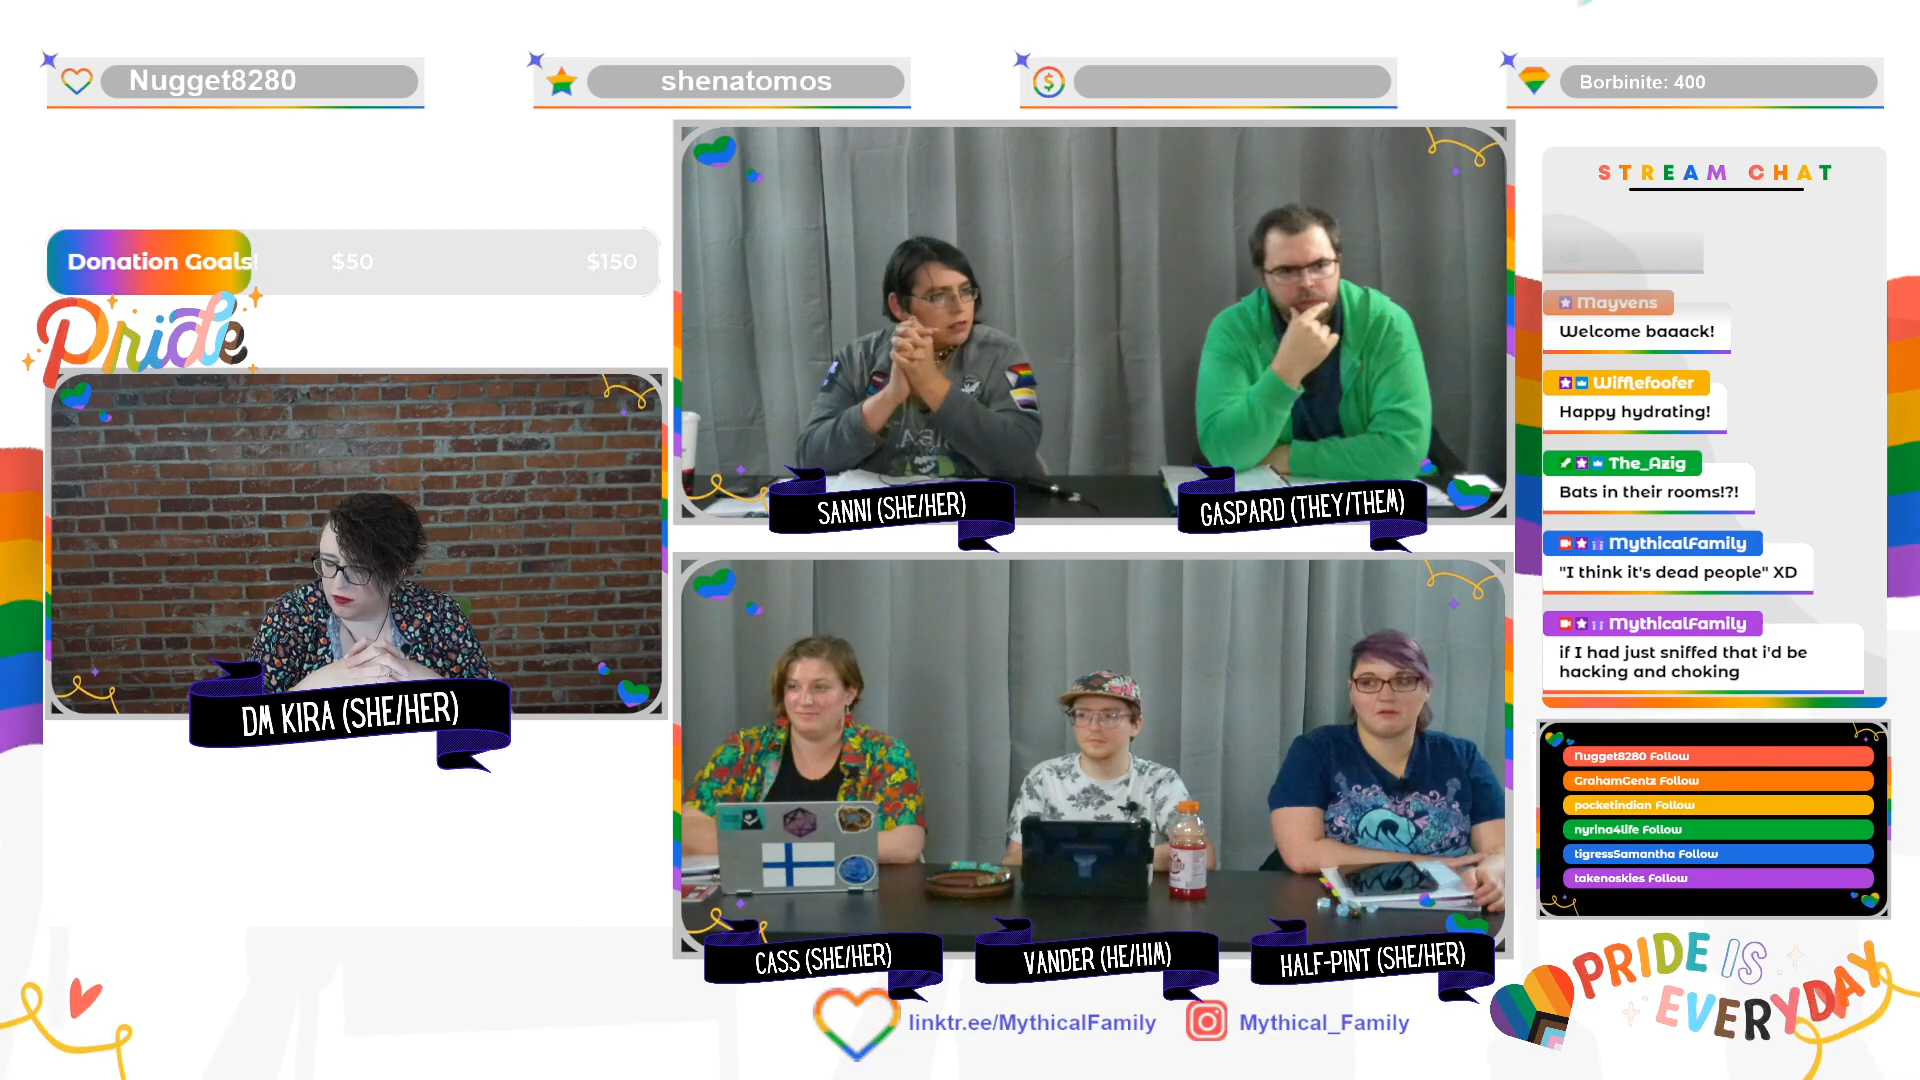 Nugget8280
shenatomos
Borbinite: 400
STREAM CHAT
Donation Goals!
$50
$150
Pride
Mayvens
Welcome baaack!
Wifflefoofer
Happy hydrating!
The_Azig
Bats in their rooms!?!
MythicalFamily
"I think it's dead people" XD
MythicalFamily
if I had just sniffed that i'd be
hacking and choking
SANNI (SHE/HER)
GASPARD (THEY/THEM)
DM KIRA (SHE/HER)
CASS (SHE/HER)
VANDER (HE/HIM)
HALF-PINT (SHE/HER)
Nugget8280 Follow
GrahamGentz Follow
pocketindian Follow
nyrina4life Follow
tigressSamantha Follow
takenoskies Follow
linktr.ee/MythicalFamily
Mythical_Family
PRIDE IS
EVERYDAY